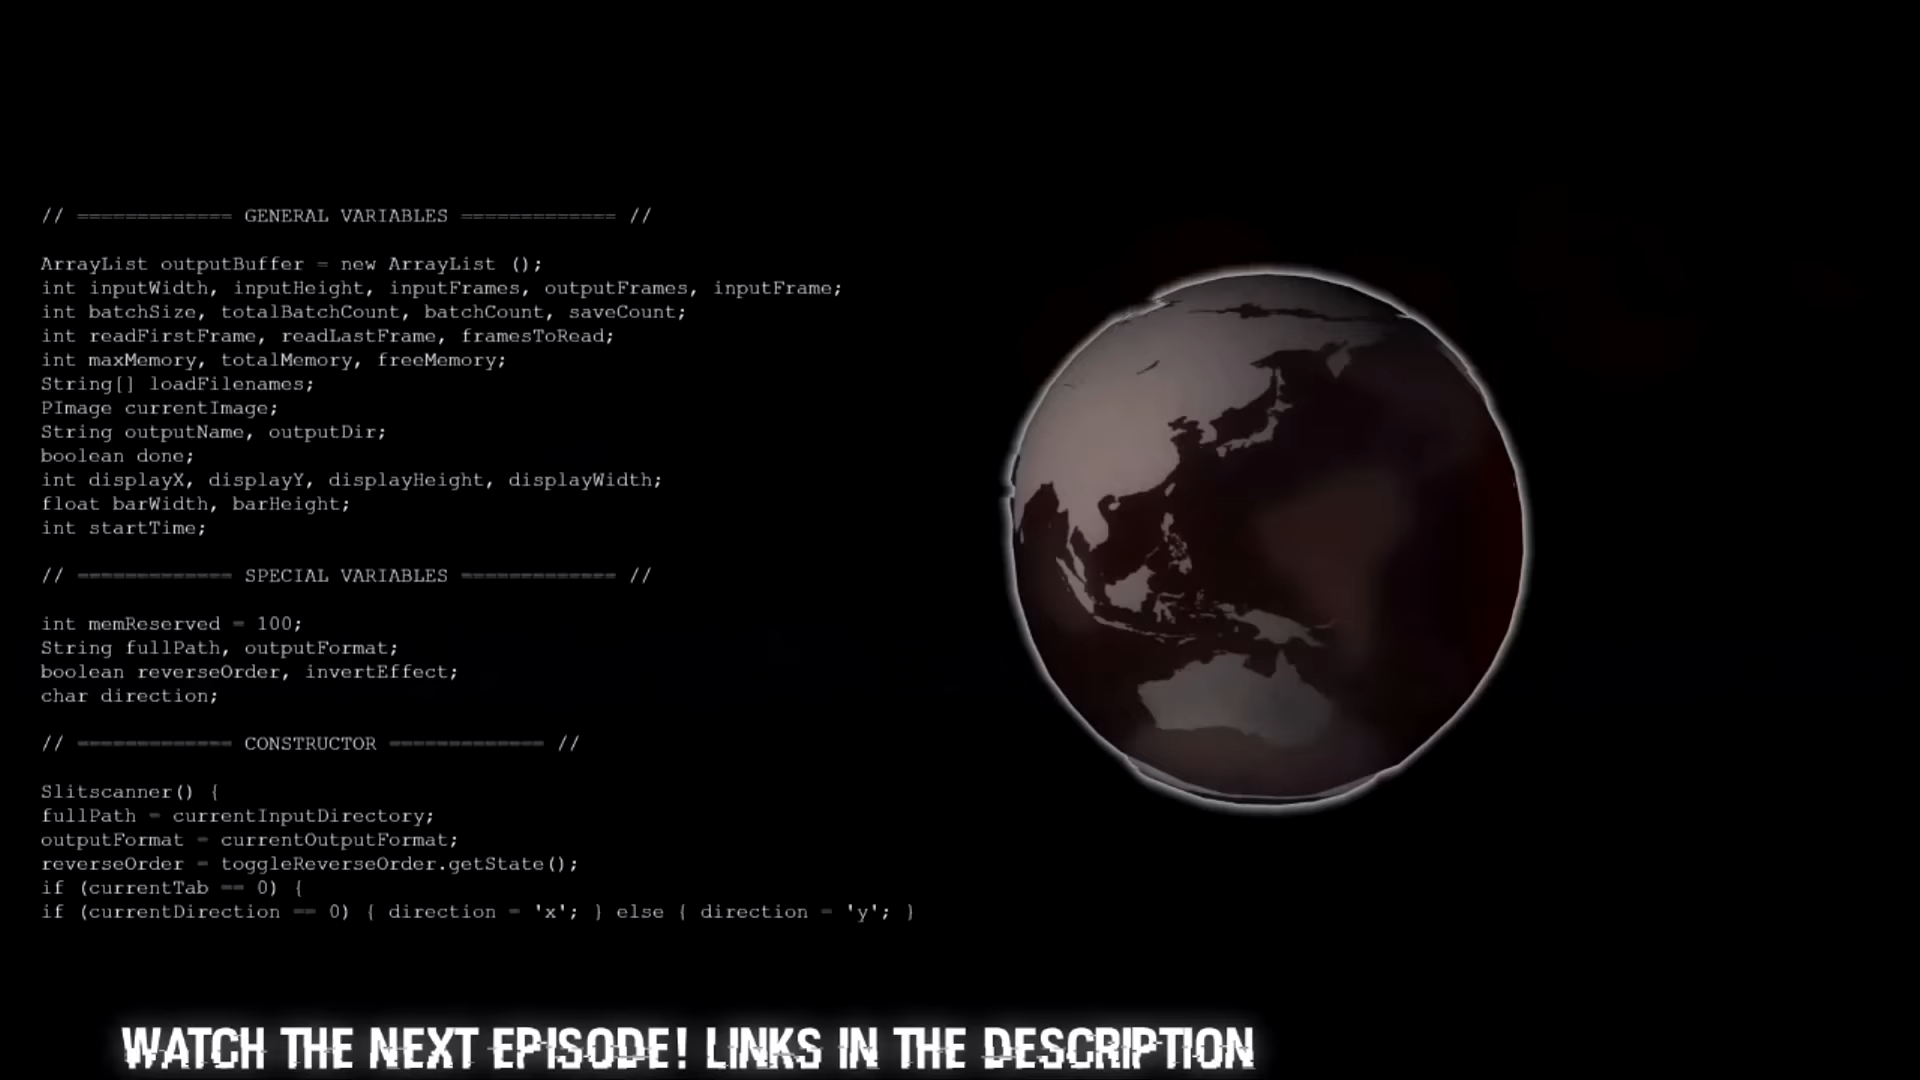 // ============= GENERAL VARIABLES ============= //
ArrayList outputBuffer = new ArrayList ();
int inputWidth, inputHeight, inputFrames, outputFrames, inputFrame;
int batchSize, totalBatchCount, batchCount, saveCount;
int readFirstFrame, readLastFrame, framesToRead;
int maxMemory, totalMemory, freeMemory;
String[] loadFilenames;
PImage currentImage;
String outputName, outputDir;
boolean done;
int displayX, displayY, displayHeight, displayWidth;
float barWidth, barHeight;
int startTime;
// ============= SPECIAL VARIABLES ============= //
int memReserved = 100;
String fullPath, outputFormat;
boolean reverseOrder, invertEffect;
char direction;
// ============= CONSTRUCTOR ============= //
Slitscanner() {
fullPath = currentInputDirectory;
outputFormat = currentOutputFormat;
reverseOrder = toggleReverseOrder.getState();
if (currentTab == 0) {
if (currentDirection == 0) { direction = 'x'; } else { direction = 'y'; }
WATCH THE NEXT EPISODE! LINKS IN THE DESCRIPTION